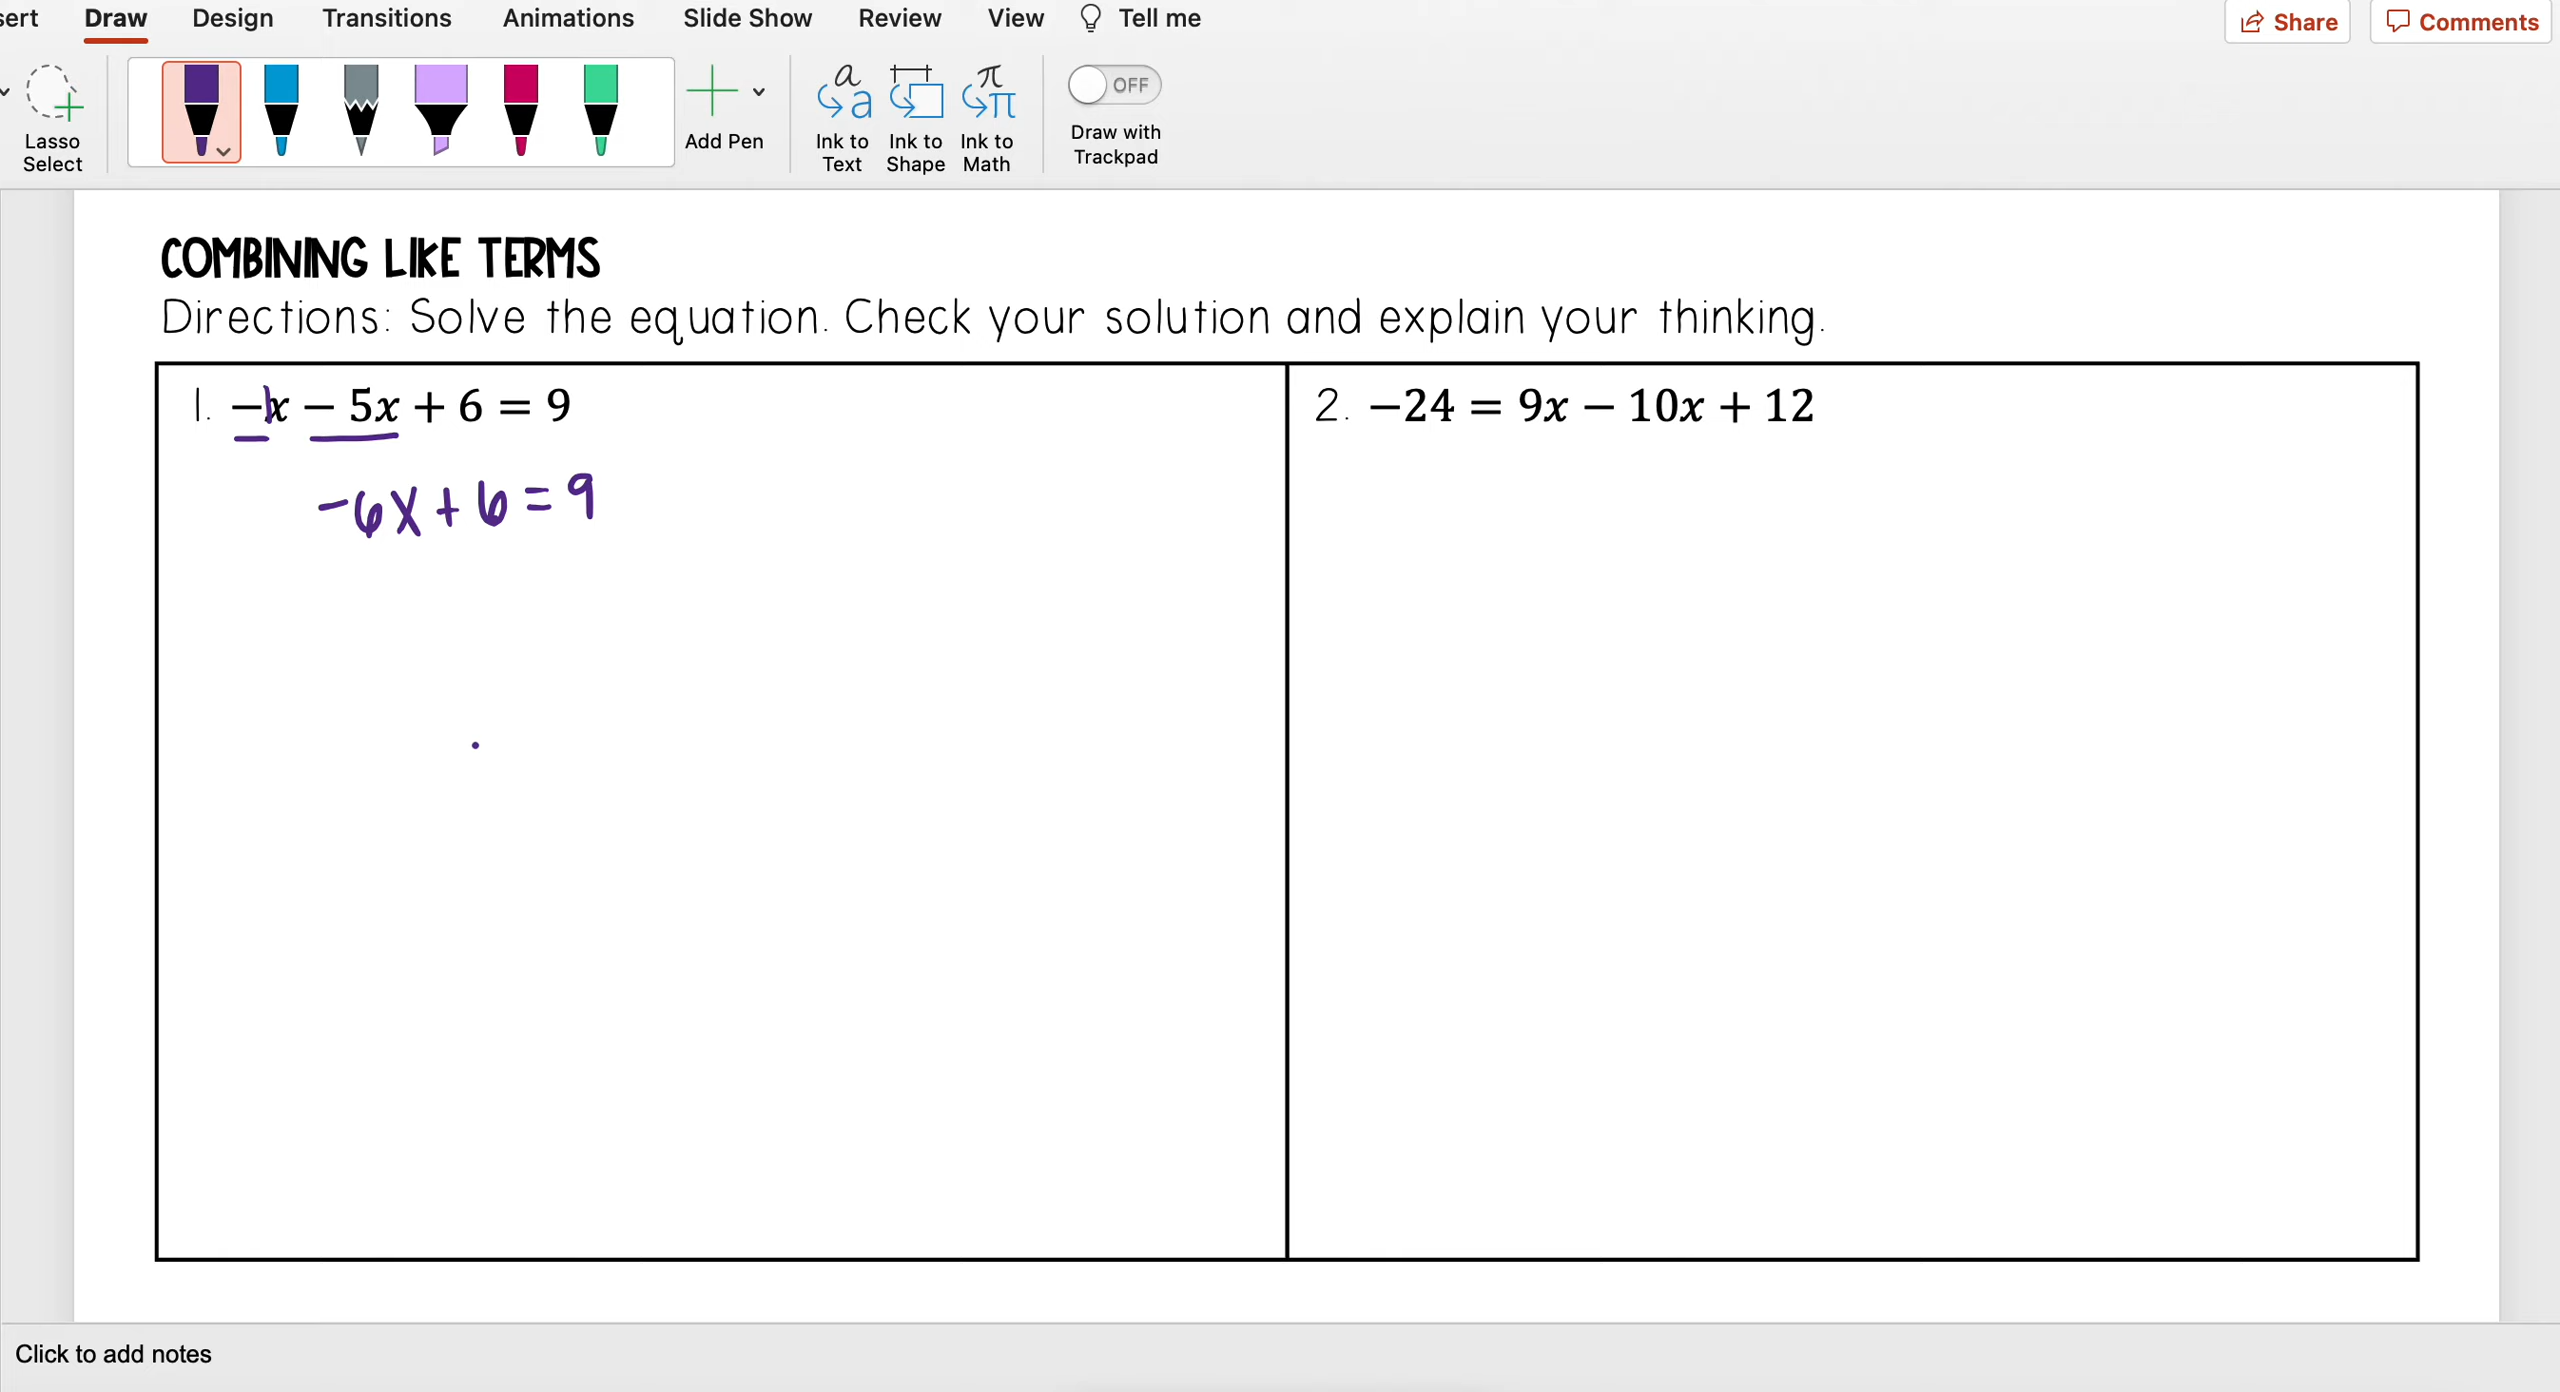 sert Draw Design Transitions Animations Slide Show Review View Tell me Share Comments
OFF
Lasso Select
Add Pen
Ink to Text
Ink to Shape
Ink to Math
Draw with Trackpad
COMBINING LIKE TERMS
Directions: Solve the equation. Check your solution and explain your thinking.
1. −1x − 5x + 6 = 9
-6x + 6 = 9
2. −24 = 9x − 10x + 12
Click to add notes